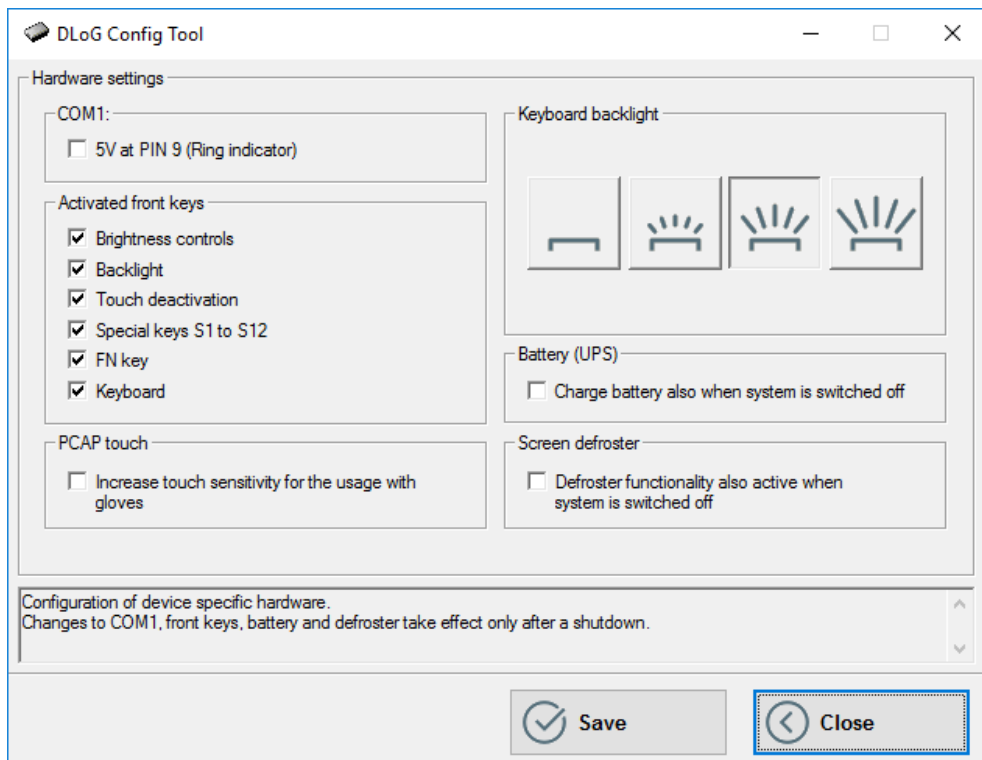 DLoG Config Tool
Hardware settings
COM1:
5V at PIN 9 (Ring indicator)
Activated front keys
Brightness controls
Backlight
Touch deactivation
Special keys S1 to S12
FN key
Keyboard
PCAP touch
Increase touch sensitivity for the usage with
gloves
Keyboard backlight
Battery (UPS)
Charge battery also when system is switched off
Screen defroster
Defroster functionality also active when
system is switched off
Configuration of device specific hardware.
Changes to COM1, front keys, battery and defroster take effect only after a shutdown.
Save
Close